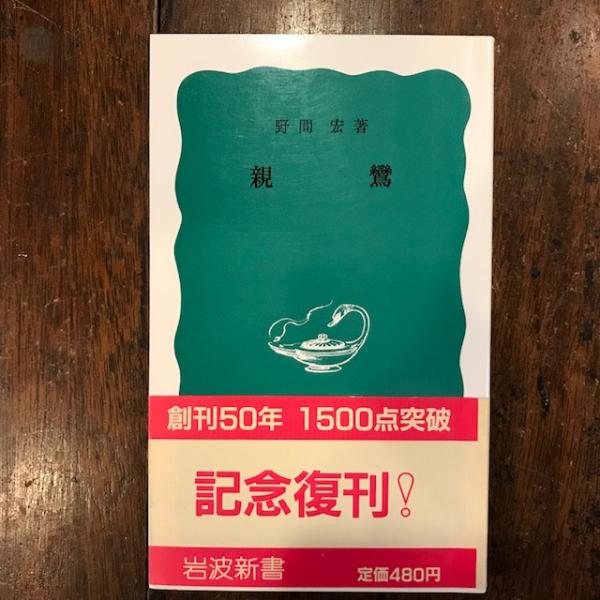 野間 宏著
親鸞
創刊50年 1500点突破
記念復刊!
岩波新書 定価480円